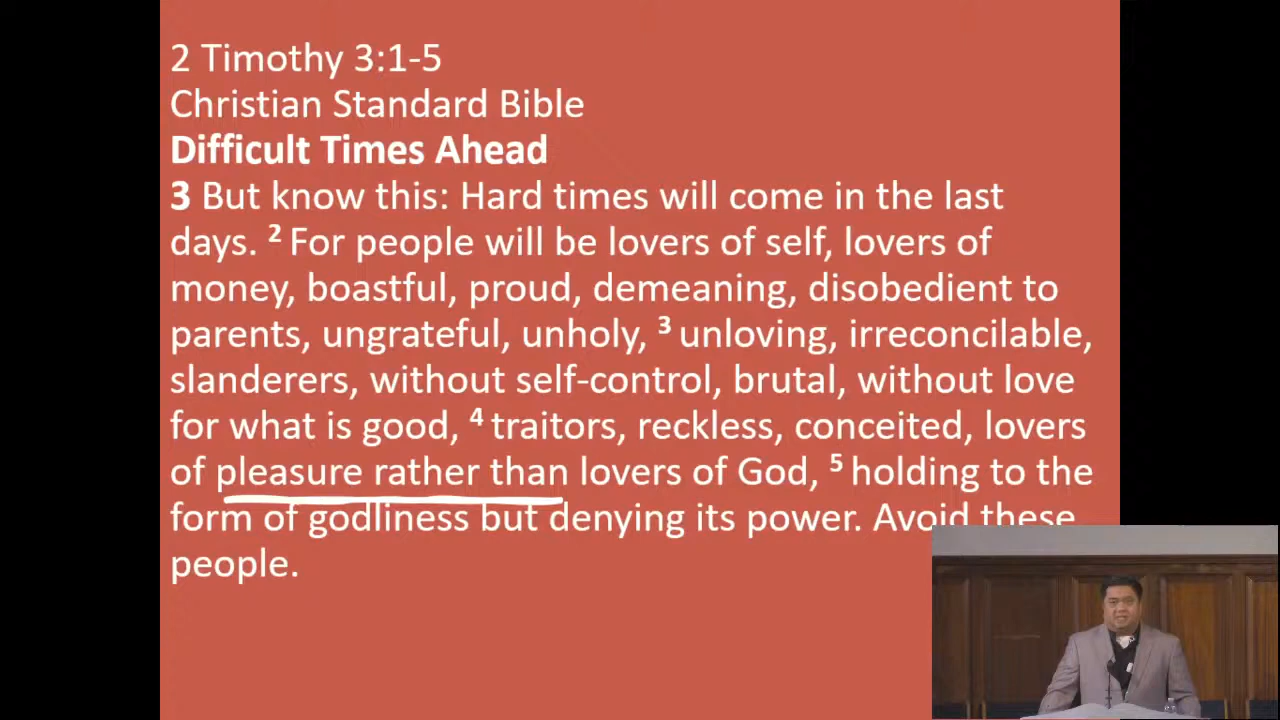 2 Timothy 3:1-5
Christian Standard Bible
Difficult Times Ahead
3 But know this: Hard times will come in the last
days. 2 For people will be lovers of self, lovers of
money, boastful, proud, demeaning, disobedient to
parents, ungrateful, unholy, 3 unloving, irreconcilable,
slanderers, without self-control, brutal, without love
for what is good, 4 traitors, reckless, conceited, lovers
of pleasure rather than lovers of God, 5 holding to the
form of godliness but denying its power. Avoid these
people.